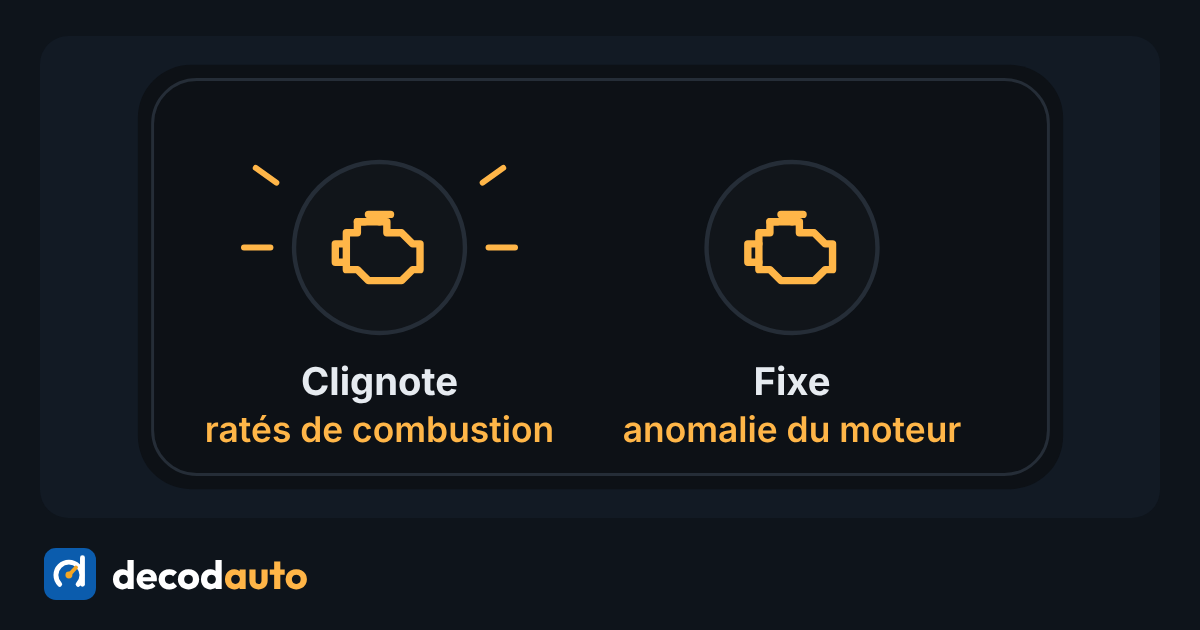 Clignote
ratés de combustion
Fixe
anomalie du moteur
decodauto